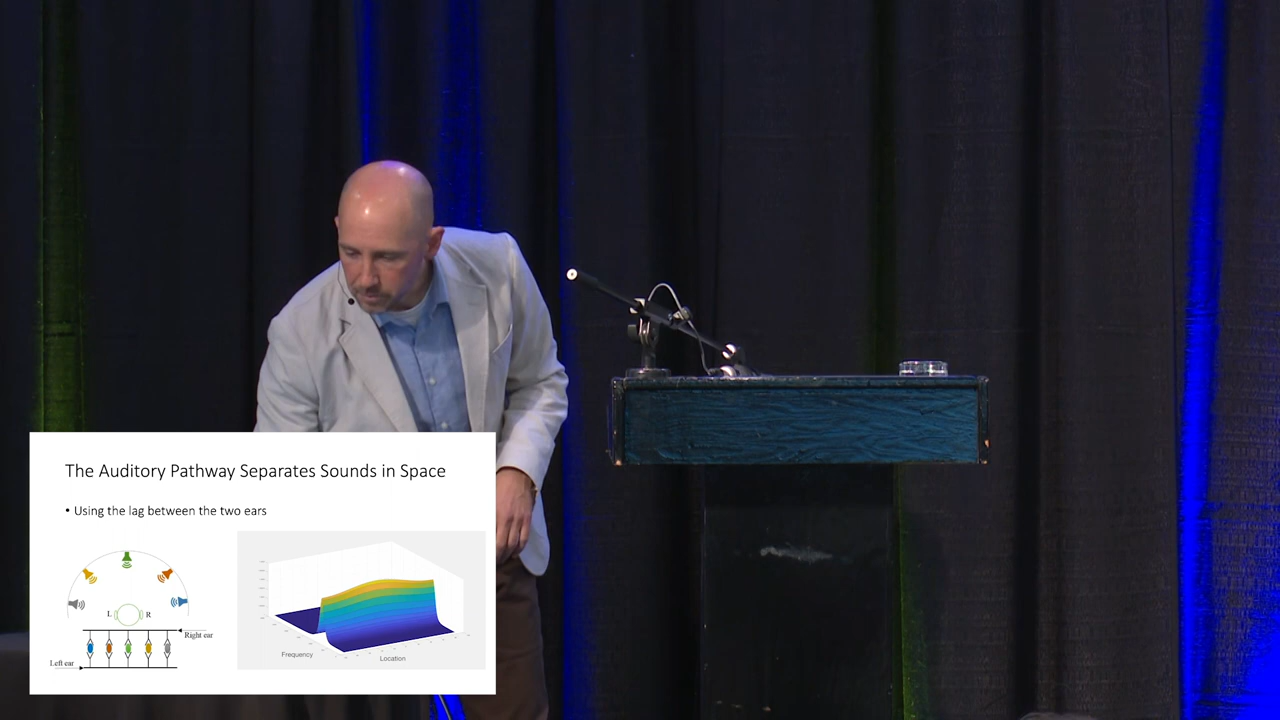 The Auditory Pathway Separates Sounds in Space
• Using the lag between the two ears
L
R
Right ear
Left ear
Frequency
Location